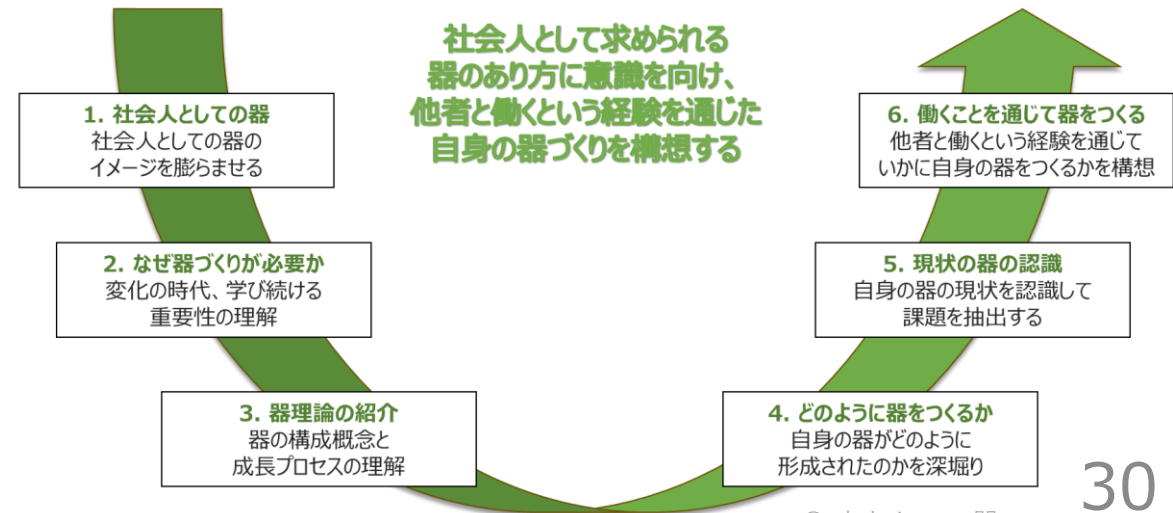 社会人として求められる
器のあり方に意識を向け、
他者と働くという経験を通じた
自身の器づくりを構想する
1. 社会人としての器
社会人としての器の
イメージを膨らませる
2. なぜ器づくりが必要か
変化の時代、学び続ける
重要性の理解
3. 器理論の紹介
器の構成概念と
成長プロセスの理解
4. どのように器をつくるか
自身の器がどのように
形成されたのかを深堀り
5. 現状の器の認識
自身の器の現状を認識して
課題を抽出する
6. 働くことを通じて器をつくる
他者と働くという経験を通じて
いかに自身の器をつくるかを構想
30